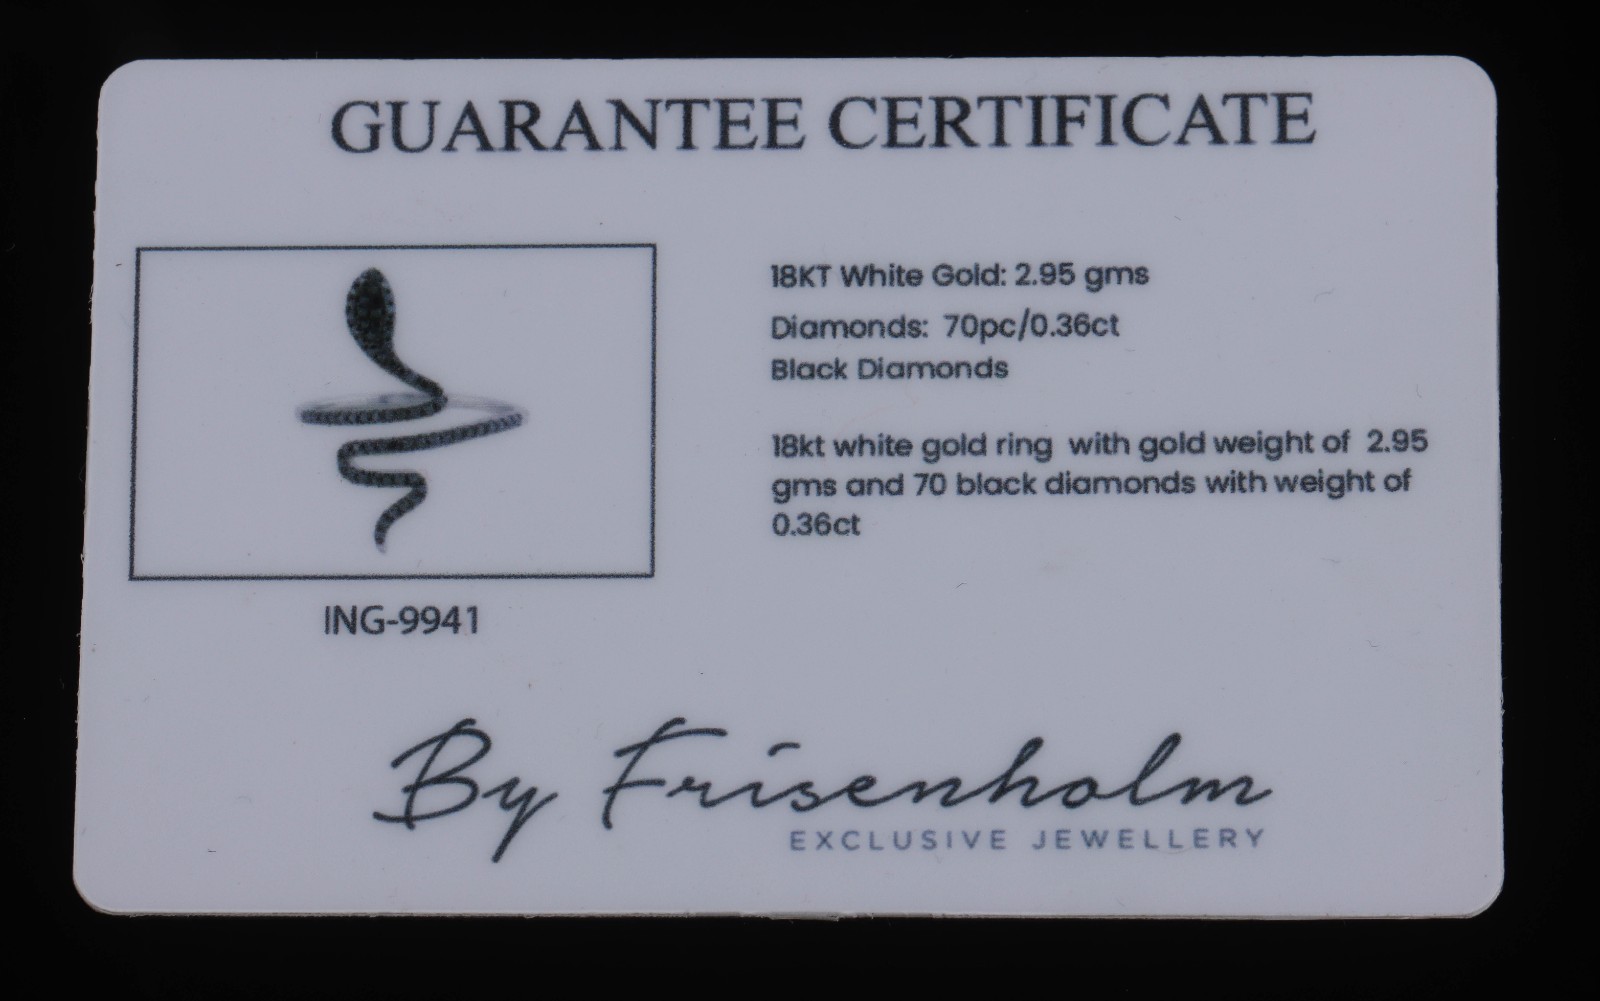 GUARANTEE CERTIFICATE
18KT White Gold: 2.95 gms
Diamonds: 70pc/0.36ct
Black Diamonds
18kt white gold ring with gold weight of 2.95
gms and 70 black diamonds with weight of
0.36ct
ING-9941
By Frisenholm
EXCLUSIVE JEWELLERY